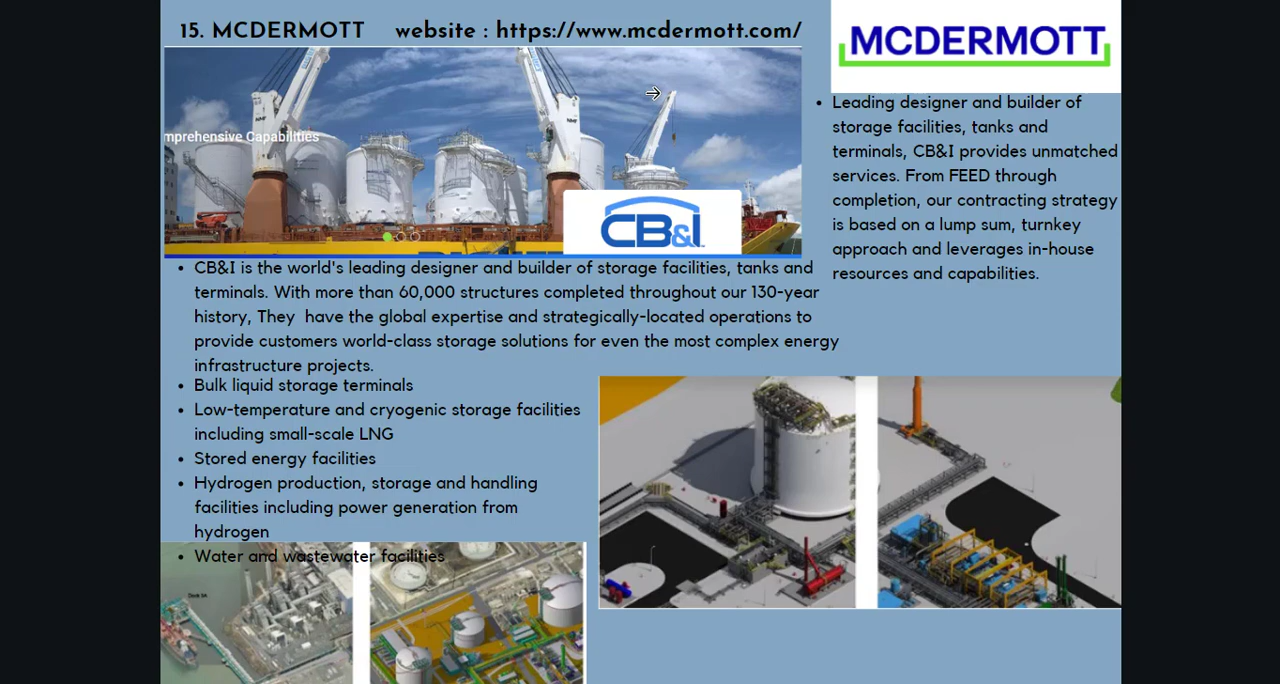 15. MCDERMOTT website : https://www.mcdermott.com/
MCDERMOTT
mprehensive Capabilities
CB&I
• Leading designer and builder of
storage facilities, tanks and
terminals, CB&I provides unmatched
services. From FEED through
completion, our contracting strategy
is based on a lump sum, turnkey
approach and leverages in-house
resources and capabilities.
• CB&I is the world's leading designer and builder of storage facilities, tanks and
terminals. With more than 60,000 structures completed throughout our 130-year
history, They have the global expertise and strategically-located operations to
provide customers world-class storage solutions for even the most complex energy
infrastructure projects.
• Bulk liquid storage terminals
• Low-temperature and cryogenic storage facilities
including small-scale LNG
• Stored energy facilities
• Hydrogen production, storage and handling
facilities including power generation from
hydrogen
• Water and wastewater facilities